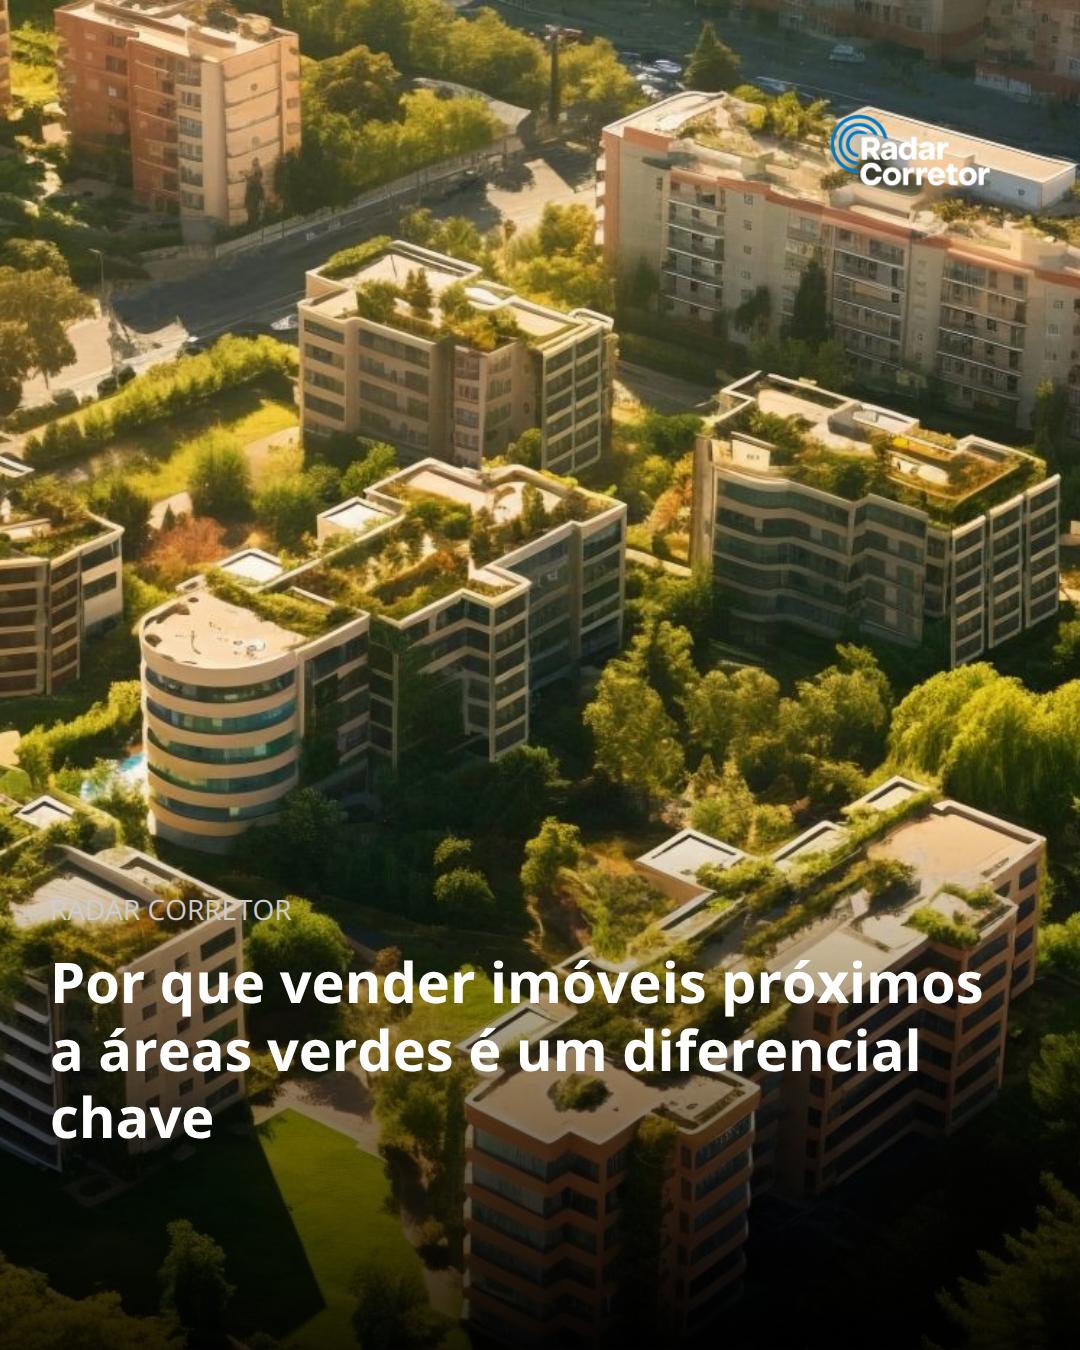 Radar
Corretor
RADAR CORRETOR
Por que vender imóveis próximos
a áreas verdes é um diferencial
chave